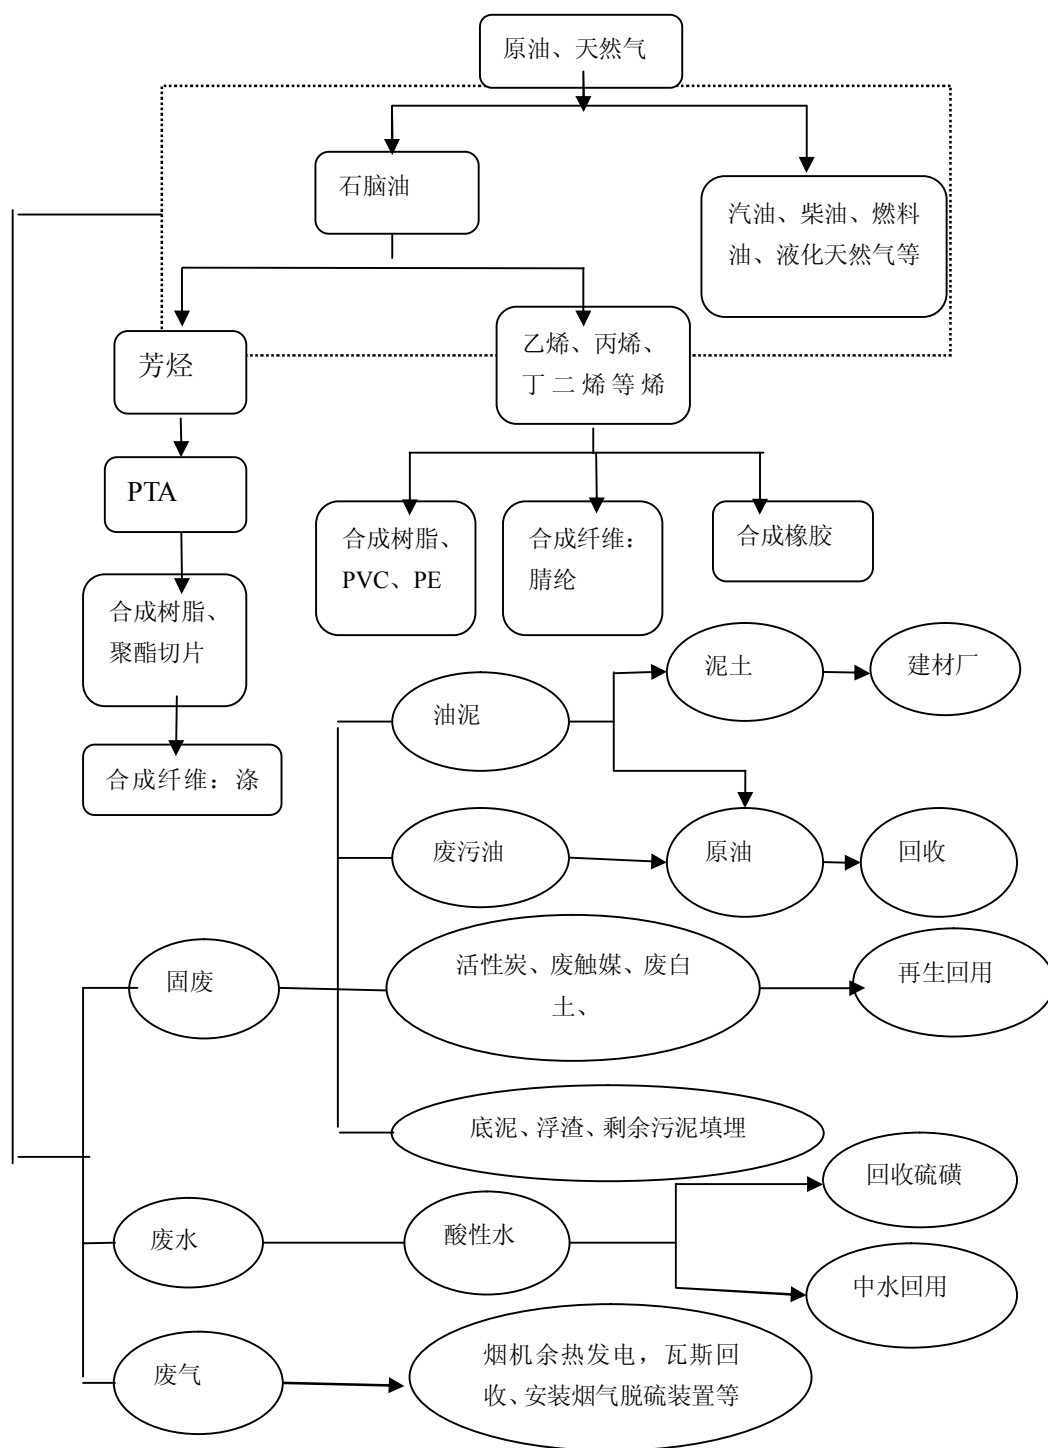 原油、天然气
石脑油
汽油、柴油、燃料
油、液化天然气等
芳烃
乙烯、丙烯、
丁二烯等烯
PTA
合成树脂、
PVC、PE
合成纤维：
腈纶
合成橡胶
合成树脂、
聚酯切片
合成纤维：涤
油泥
泥土
建材厂
废污油
原油
回收
固废
活性炭、废触媒、废白
土、
再生回用
底泥、浮渣、剩余污泥填埋
废水
酸性水
回收硫磺
中水回用
废气
烟机余热发电，瓦斯回
收、安装烟气脱硫装置等